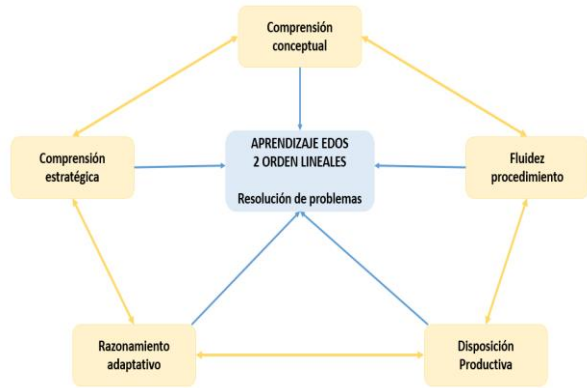 Comprensión
conceptual
Comprensión
estratégica
APRENDIZAJE EDOS
2 ORDEN LINEALES
Resolución de problemas
Fluidez
procedimiento
Razonamiento
adaptativo
Disposición
Productiva